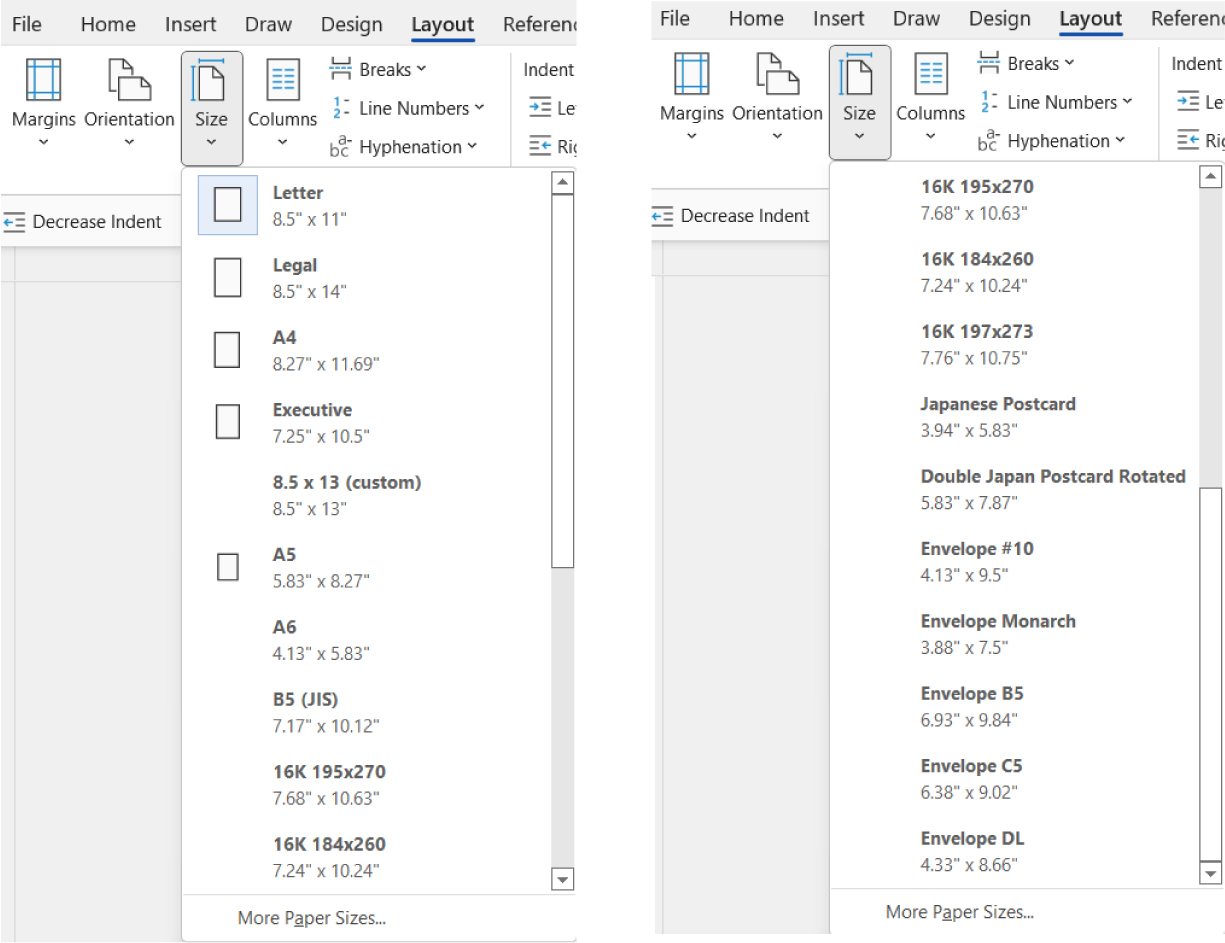 File Home Insert Draw Design Layout
Margins Orientation Size Columns
Breaks
Line Numbers
Hyphenation
Indent
Decrease Indent
Letter
8.5" x 11"
Legal
8.5" x 14"
A4
8.27" x 11.69"
Executive
7.25" x 10.5"
8.5 x 13 (custom)
8.5" x 13"
A5
5.83" x 8.27"
A6
4.13" x 5.83"
B5 (JIS)
7.17" x 10.12"
16K 195x270
7.68" x 10.63"
16K 184x260
7.24" x 10.24"
More Paper Sizes...
File Home Insert Draw Design Layout
Margins Orientation Size Columns
Breaks
Line Numbers
Hyphenation
Indent
Decrease Indent
16K 195x270
7.68" x 10.63"
16K 184x260
7.24" x 10.24"
16K 197x273
7.76" x 10.75"
Japanese Postcard
3.94" x 5.83"
Double Japan Postcard Rotated
5.83" x 7.87"
Envelope #10
4.13" x 9.5"
Envelope Monarch
3.88" x 7.5"
Envelope B5
6.93" x 9.84"
Envelope C5
6.38" x 9.02"
Envelope DL
4.33" x 8.66"
More Paper Sizes...